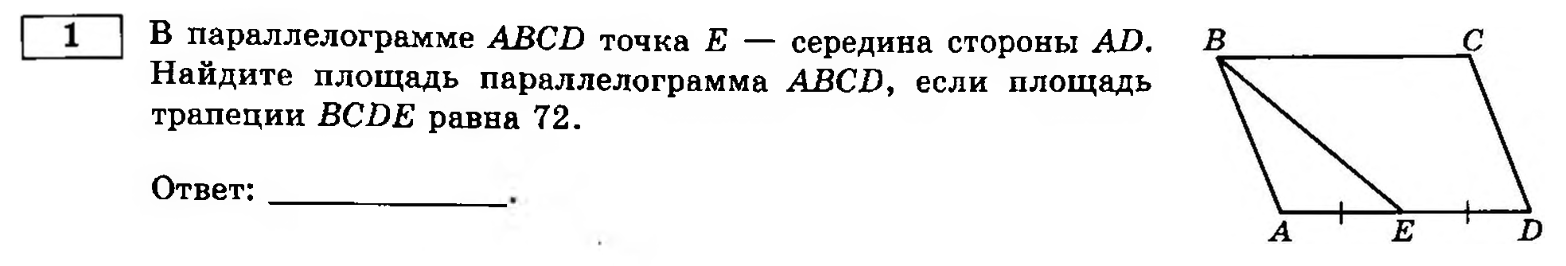 1
В параллелограмме ABCD точка E — середина стороны AD.
Найдите площадь параллелограмма ABCD, если площадь
трапеции BCDE равна 72.
Ответ: ____________.
B C
A E D